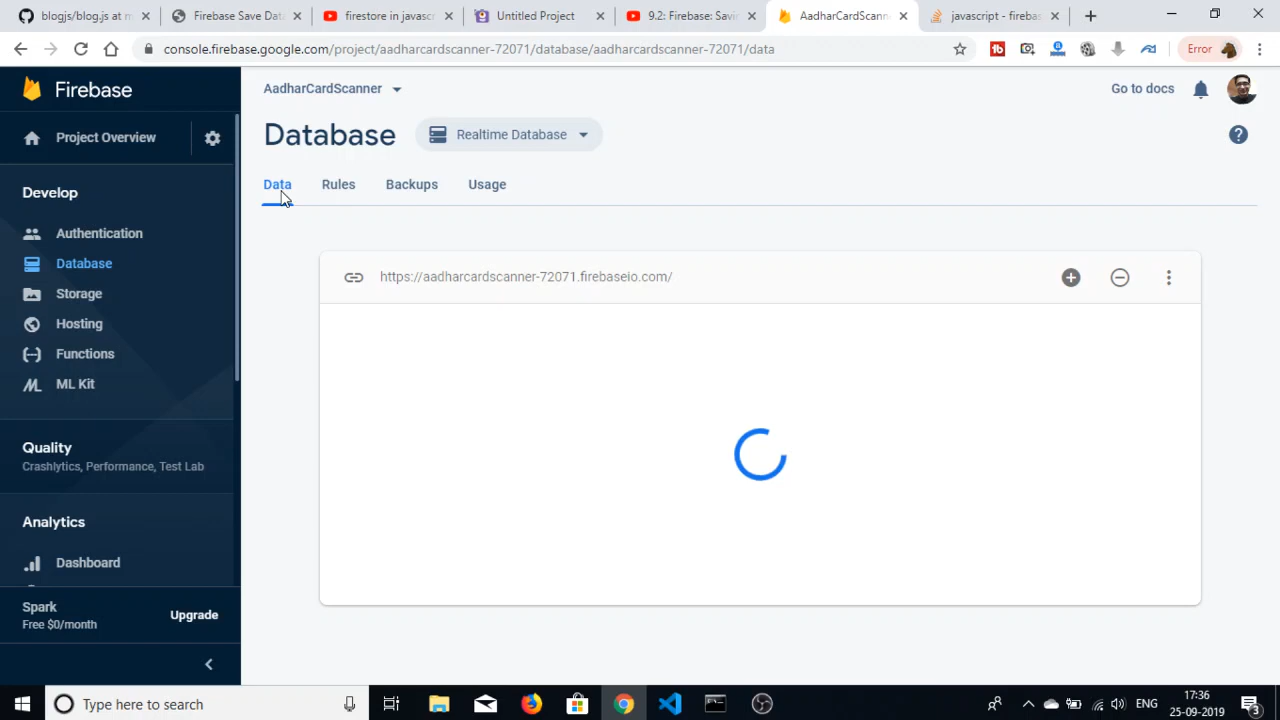 blogjs/blog.js at m
Firebase Save Da
firestore in javasc
Untitled Project
9.2: Firebase: Savi
AadharCardScann
javascript - firebas
console.firebase.google.com/project/aadharcardscanner-72071/database/aadharcardscanner-72071/data
Error
Firebase
AadharCardScanner
Go to docs
Project Overview
Database
Realtime Database
Data
Rules
Backups
Usage
Develop
Authentication
Database
Storage
Hosting
Functions
ML Kit
https://aadharcardscanner-72071.firebaseio.com/
Quality
Crashlytics, Performance, Test Lab
Analytics
Dashboard
Spark
Free $0/month
Upgrade
Type here to search
ENG
17:36
25-09-2019
3